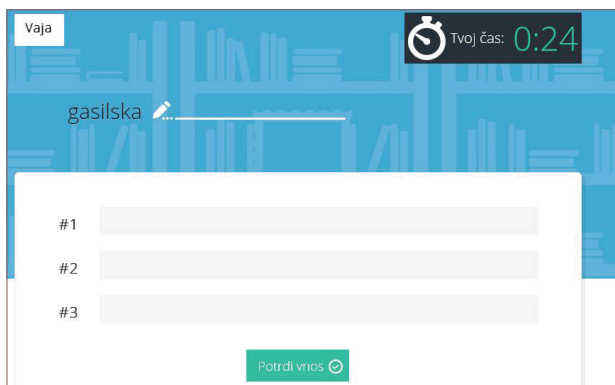 Vaja
Tvoj čas: 0:24
gasilska
#1
#2
#3
Potrdi vnos